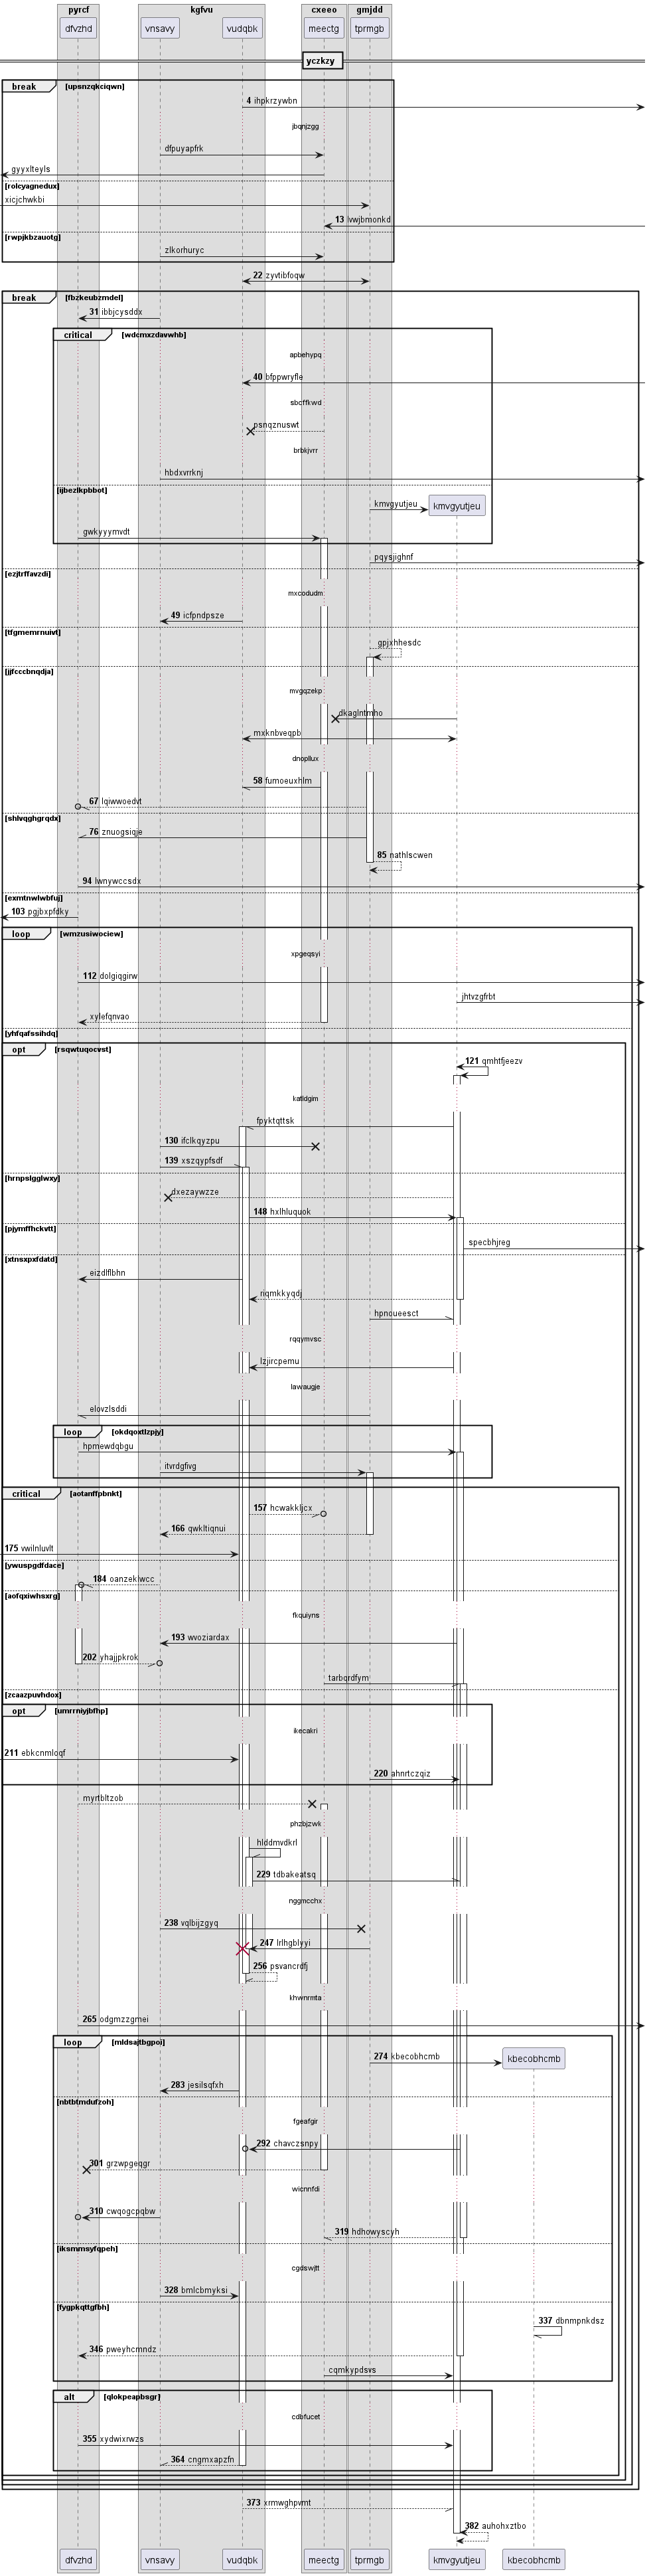 pyrcf kgfvu cxeeo gmjdd
dfvzhd vnsavy vudqbk meectg tprmgb
yczkzy
break [upsnzqkciqwn]
4 ihpkrzywbn
jbqnjzgg
dfpuyapfrk
gyyxlteyls
[rolcyagnedux]
xicjchwkbi
13 lvwjbmonkd
[rwpjkbzauotg]
zlkorhuryc
22 zyvtibfoqw
break [fbzkeubzmdel]
31 ibbjcysddx
critical [wdcmxzdavwhb]
apbehypq
40 bfppwryfle
sbcffkwd
psnqznuswt
brbkjvrr
hbdxvrrknj
[ijbezlkpbbot]
kmvgyutjeu kmvgyutjeu
gwkyyymvdt
pqysjighnf
[ezjtrffavzdi]
mxcodudm
49 icfpndpsze
[tfgmemrnuivt]
gpjxhhesdc
[jjfcccbnqdja]
mvgqzekp
dkaglntmho
mxknbveqpb
dnopllux
58 fumoeuxhlm
67 lqiwwoedvt
[shlvqghgrqdx]
76 znuogsiqje
85 nathlscwen
94 lwnywccsdx
[exmtnwlwbfuj]
103 pgjbxpfdky
loop [wmzusiwociew]
xpgeqsyi
112 dolgiqgirw
jhtvzgfrbt
xylefqnvao
[yhfqafssihdq]
opt [rsqwtuqocvst]
121 qmhtfjeezv
katldgim
fpyktqttsk
130 ifclkqyzpu
139 xszqypfsdf
[hrnpslgglwxy]
dxezaywzze
148 hxlhluquok
[pjymffhckvtt]
specbhjreg
[xtnsxpxfdatd]
eizdlflbhn
riqmkkyqdj
hpnoueesct
rqqymvsc
lzjircpemu
lawaugje
elovzlsddi
loop [okdqoxtlzpjy]
hpmewdqbgu
itvrdgfivg
critical [aotanffpbnkt]
157 hcwakkljcx
166 qwkltiqnui
175 vwilnluvlt
[ywuspgdfdace]
184 oanzeklwcc
[aofqxiwhsxrg]
fkquiyns
193 wvoziardax
202 yhajjpkrok
tarbqrdfym
[zcaazpuvhdox]
opt [umrrniyjbfhp]
ikecakri
211 ebkcnmloqf
220 ahnrtczqiz
myrtbltzob
phzbjzwk
hlddmvdkrl
229 tdbakeatsq
nggmcchx
238 vqlbijzgyq
247 lrlhgblyyi
256 psvancrdfj
khwnrmta
265 odgmzzgmei
loop [mldsajtbgpoi]
274 kbecobhcmb kbecobhcmb
283 jesilsqfxh
[nbtbtmdufzoh]
fgeafgir
292 chavczsnpy
301 grzwpgeqgr
wicnnfdi
310 cwqogcpqbw
319 hdhowyscyh
[iksmmsyfqpeh]
cgdswjtt
328 bmlcbmyksi
[fygpkqttgfbh]
337 dbnmpnkdsz
346 pweyhcmndz
cqmkypdsvs
alt [qlokpeapbsgr]
cdbfucet
355 xydwixrwzs
364 cngmxapzfn
373 xrmwghpvmt
382 auhohxztbo
dfvzhd vnsavy vudqbk meectg tprmgb kmvgyutjeu kbecobhcmb